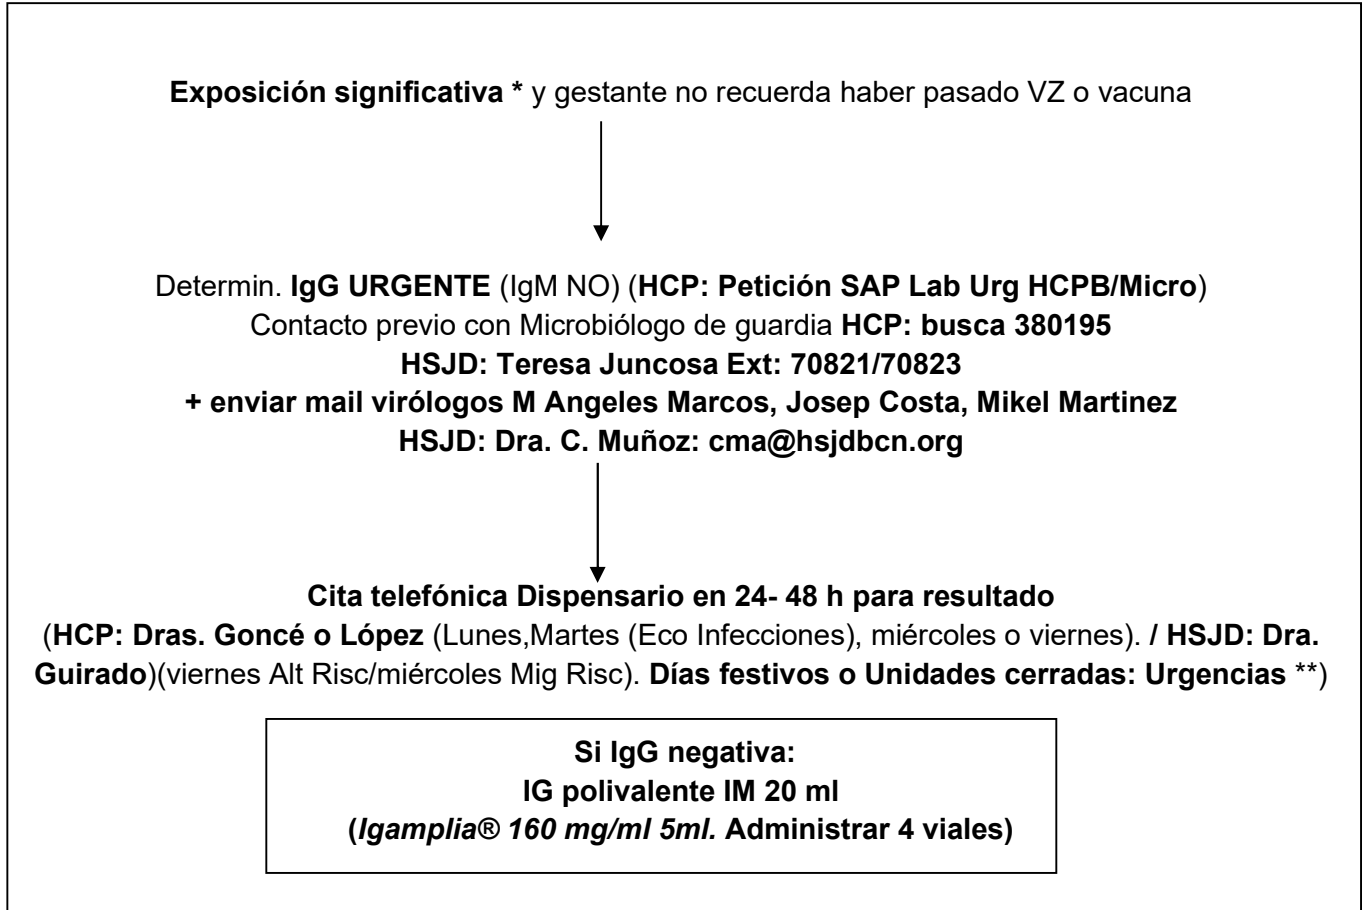 Exposición significativa * y gestante no recuerda haber pasado VZ o vacuna
Determin. IgG URGENTE (IgM NO) (HCP: Petición SAP Lab Urg HCPB/Micro)
Contacto previo con Microbiólogo de guardia HCP: busca 380195
HSJD: Teresa Juncosa Ext: 70821/70823
+ enviar mail virólogos M Angeles Marcos, Josep Costa, Mikel Martinez
HSJD: Dra. C. Muñoz: cma@hsjdbcn.org
Cita telefónica Dispensario en 24- 48 h para resultado
(HCP: Dras. Goncé o López (Lunes,Martes (Eco Infecciones), miércoles o viernes). / HSJD: Dra.
Guirado)(viernes Alt Risc/miércoles Mig Risc). Días festivos o Unidades cerradas: Urgencias **)
Si IgG negativa:
IG polivalente IM 20 ml
(Igamplia® 160 mg/ml 5ml. Administrar 4 viales)